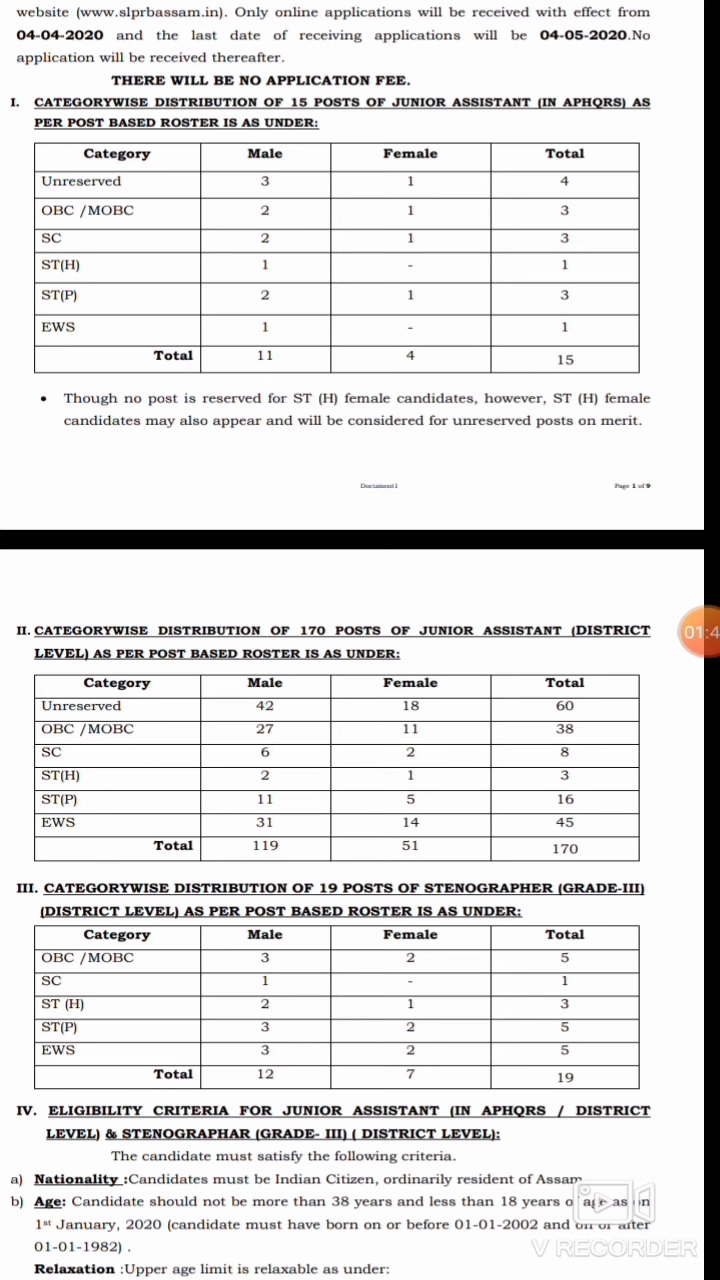 website (www.slprbassam.in). Only online applications will be received with effect from
04-04-2020 and the last date of receiving applications will be 04-05-2020.No
application will be received thereafter.
THERE WILL BE NO APPLICATION FEE.
I. CATEGORYWISE DISTRIBUTION OF 15 POSTS OF JUNIOR ASSISTANT (IN APHQRS) AS
PER POST BASED ROSTER IS AS UNDER:
Category Male Female Total
Unreserved 3 1 4
OBC /MOBC 2 1 3
SC 2 1 3
ST(H) 1 - 1
ST(P) 2 1 3
EWS 1 - 1
Total 11 4 15
• Though no post is reserved for ST (H) female candidates, however, ST (H) female
candidates may also appear and will be considered for unreserved posts on merit.
Document1 Page 1 of 9
II. CATEGORYWISE DISTRIBUTION OF 170 POSTS OF JUNIOR ASSISTANT (DISTRICT
LEVEL) AS PER POST BASED ROSTER IS AS UNDER:
01:4
Category Male Female Total
Unreserved 42 18 60
OBC /MOBC 27 11 38
SC 6 2 8
ST(H) 2 1 3
ST(P) 11 5 16
EWS 31 14 45
Total 119 51 170
III. CATEGORYWISE DISTRIBUTION OF 19 POSTS OF STENOGRAPHER (GRADE-III)
(DISTRICT LEVEL) AS PER POST BASED ROSTER IS AS UNDER:
Category Male Female Total
OBC /MOBC 3 2 5
SC 1 - 1
ST (H) 2 1 3
ST(P) 3 2 5
EWS 3 2 5
Total 12 7 19
IV. ELIGIBILITY CRITERIA FOR JUNIOR ASSISTANT (IN APHQRS / DISTRICT
LEVEL) & STENOGRAPHAR (GRADE- III) ( DISTRICT LEVEL):
The candidate must satisfy the following criteria.
a) Nationality :Candidates must be Indian Citizen, ordinarily resident of Assam
b) Age: Candidate should not be more than 38 years and less than 18 years of age as on
1st January, 2020 (candidate must have born on or before 01-01-2002 and on or after
01-01-1982) .
V RECORDER
Relaxation :Upper age limit is relaxable as under: